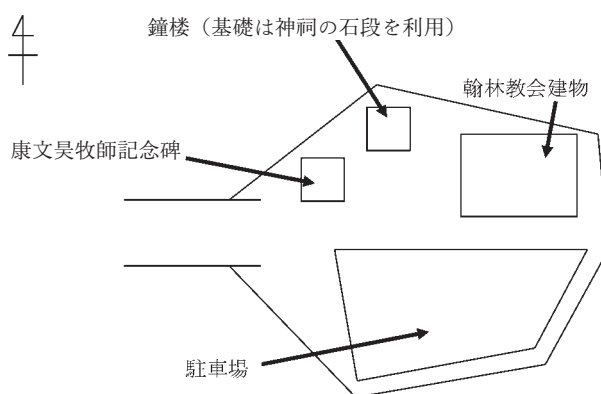 鐘楼（基礎は神祠の石段を利用）
翰林教会建物
康文昊牧師記念碑
駐車場